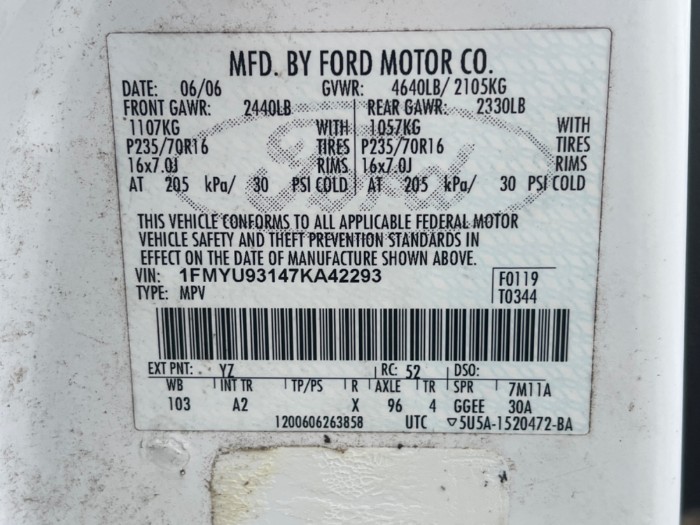 MFD. BY FORD MOTOR CO.
DATE: 06/06 GVWR: 4640LB/ 2105KG
FRONT GAWR: 2440LB REAR GAWR: 2330LB
1107KG WITH 1057KG WITH
P235/70R16 TIRES P235/70R16 TIRES
16x7.0J RIMS 16x7.0J RIMS
AT 205 kPa/ 30 PSI COLD AT 205 kPa/ 30 PSI COLD
Ford
THIS VEHICLE CONFORMS TO ALL APPLICABLE FEDERAL MOTOR
VEHICLE SAFETY AND THEFT PREVENTION STANDARDS IN
EFFECT ON THE DATE OF MANUFACTURE SHOWN ABOVE.
VIN: 1FMYU93147KA42293 F0119
TYPE: MPV T0344
EXT PNT: YZ RC: 52 DSO:
WB INT TR TP/PS R AXLE TR SPR 7M11A
103 A2 X 96 4 GGEE 30A
1200606263858 UTC ▽5U5A-1520472-BA